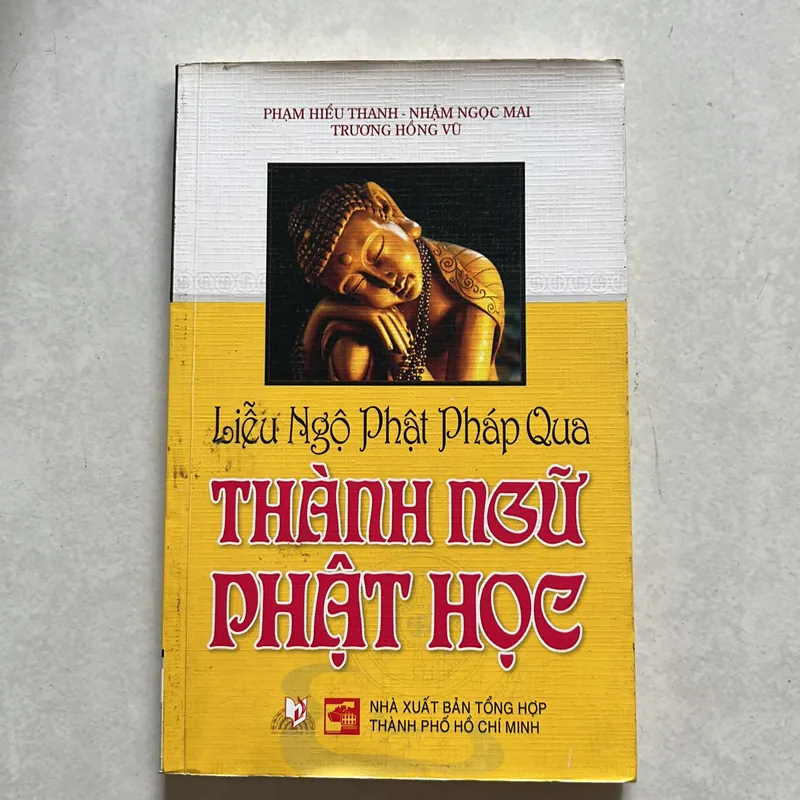 PHẠM HIỂU THANH - NHẬM NGỌC MAI
TRƯƠNG HỒNG VŨ
Liễu Ngộ Phật Pháp Qua
THÀNH NGỮ
PHẬT HỌC
NHÀ XUẤT BẢN TỔNG HỢP
THÀNH PHỐ HỒ CHÍ MINH